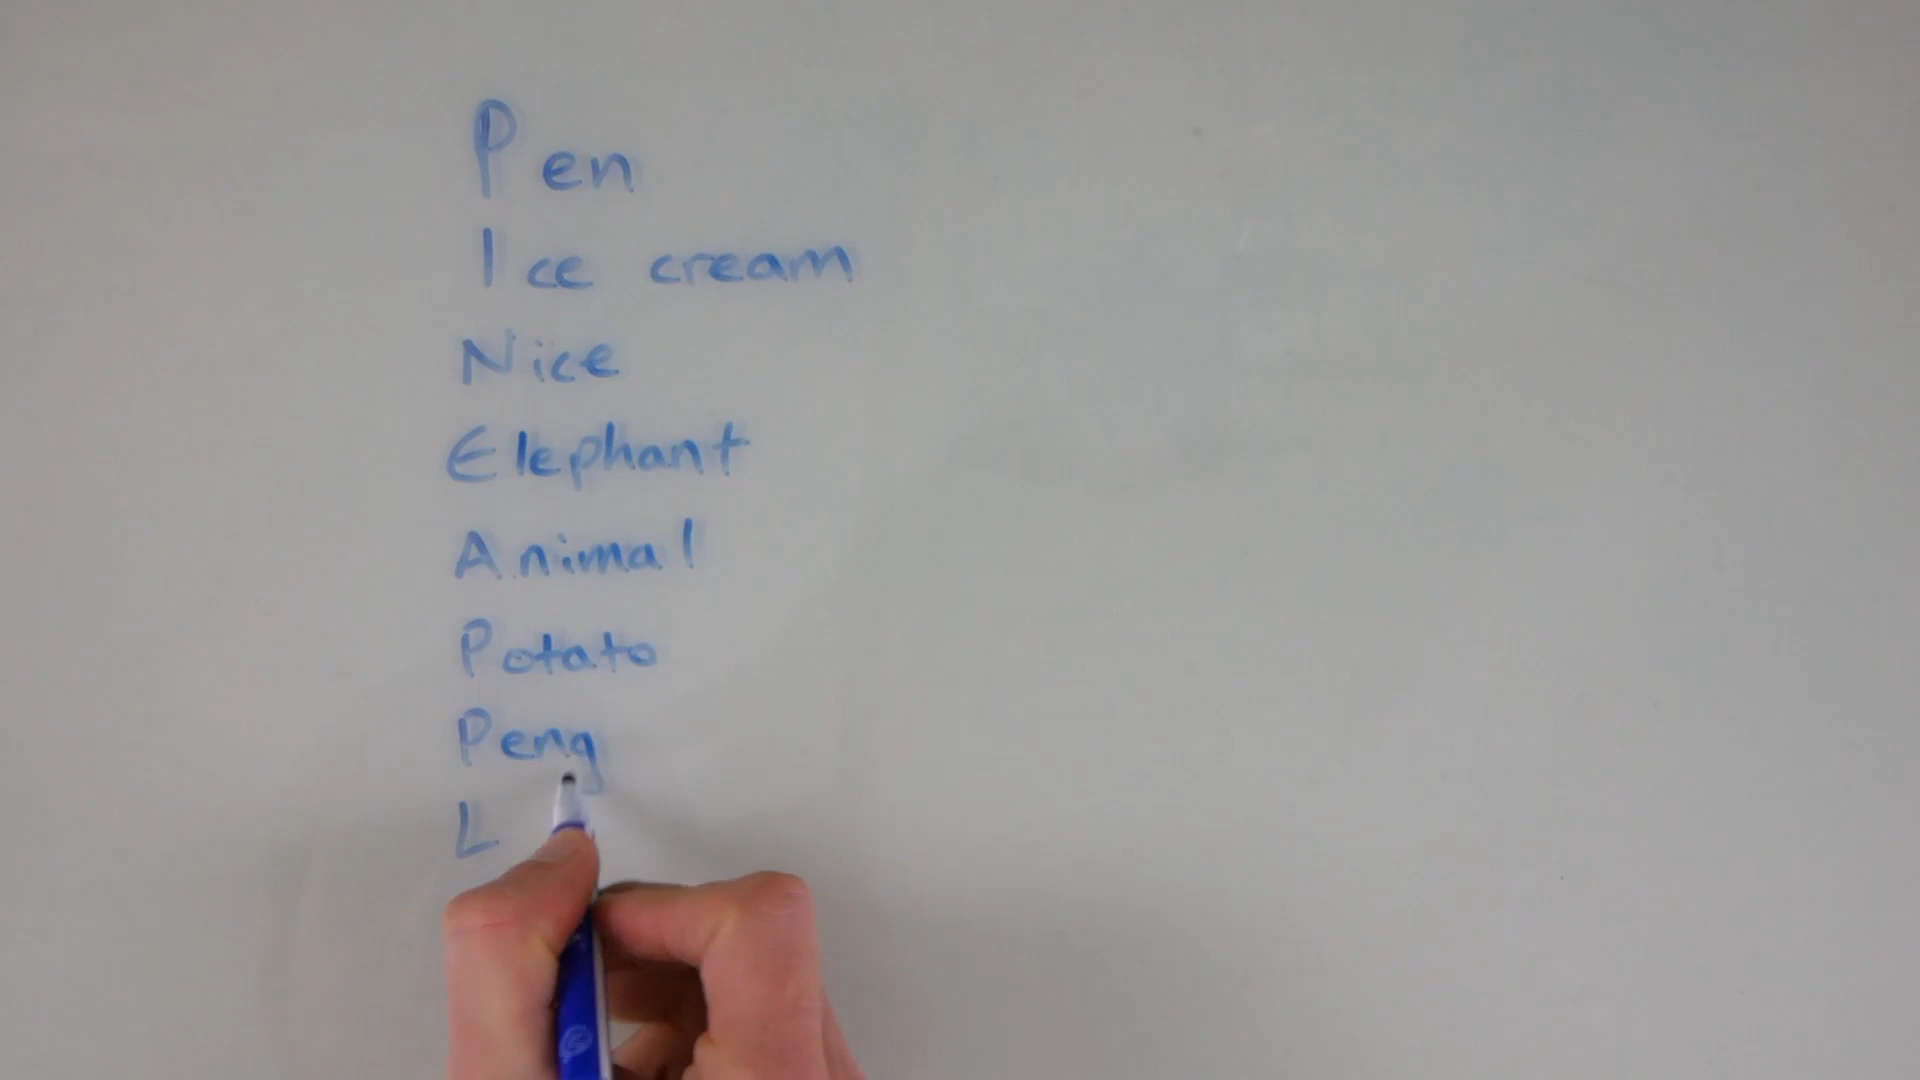 Pen
Ice cream
Nice
Elephant
Animal
Potato
Peng
L